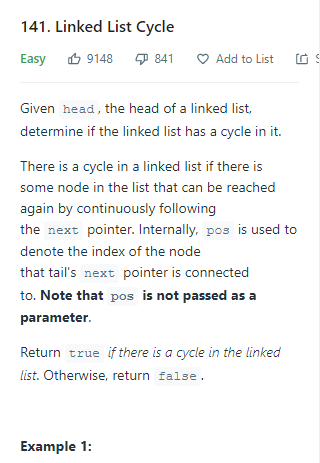 141. Linked List Cycle
Easy 9148 841 Add to List
Given head, the head of a linked list,
determine if the linked list has a cycle in it.
There is a cycle in a linked list if there is
some node in the list that can be reached
again by continuously following
the next pointer. Internally, pos is used to
denote the index of the node
that tail's next pointer is connected
to. Note that pos is not passed as a
parameter.
Return true if there is a cycle in the linked
list. Otherwise, return false.
Example 1: